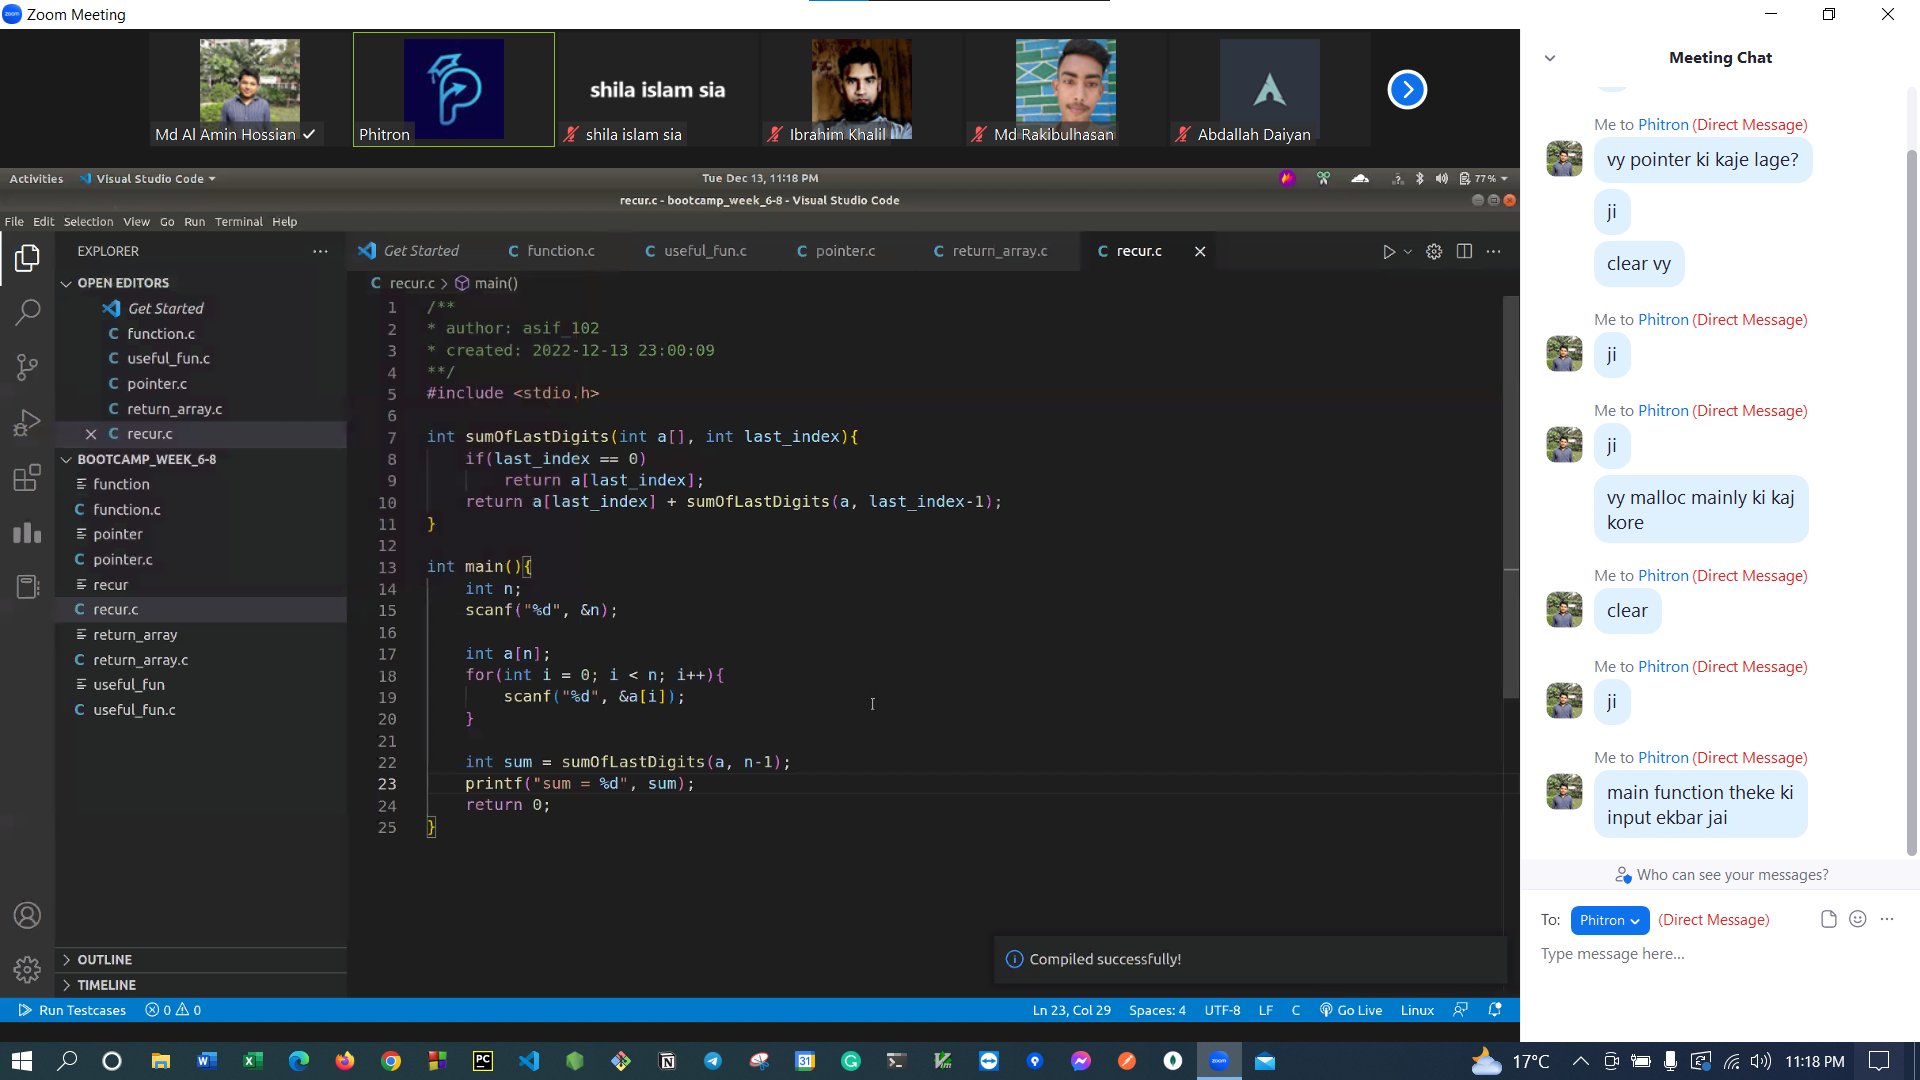 Zoom Meeting
Md Al Amin Hossian
Phitron
shila islam sia
shila islam sia
Ibrahim Khalil
Md Rakibulhasan
Abdallah Daiyan
Activities
Visual Studio Code
Tue Dec 13, 11:18 PM
77 %
recur.c - bootcamp_week_6-8 - Visual Studio Code
File Edit Selection View Go Run Terminal Help
EXPLORER
OPEN EDITORS
Get Started
function.c
useful_fun.c
pointer.c
return_array.c
recur.c
BOOTCAMP_WEEK_6-8
function
function.c
pointer
pointer.c
recur
recur.c
return_array
return_array.c
useful_fun
useful_fun.c
OUTLINE
TIMELINE
Get Started
function.c
useful_fun.c
pointer.c
return_array.c
recur.c
recur.c > main()
1 /**
2 * author: asif_102
3 * created: 2022-12-13 23:00:09
4 **/
5 #include <stdio.h>
6
7 int sumOfLastDigits(int a[], int last_index){
8 if(last_index == 0)
9 return a[last_index];
10 return a[last_index] + sumOfLastDigits(a, last_index-1);
11 }
12
13 int main(){
14 int n;
15 scanf("%d", &n);
16
17 int a[n];
18 for(int i = 0; i < n; i++){
19 scanf("%d", &a[i]);
20 }
21
22 int sum = sumOfLastDigits(a, n-1);
23 printf("sum = %d", sum);
24 return 0;
25 }
Compiled successfully!
Run Testcases
0
0
Ln 23, Col 29
Spaces: 4
UTF-8
LF
C
Go Live
Linux
Meeting Chat
Me to Phitron (Direct Message)
vy pointer ki kaje lage?
ji
clear vy
Me to Phitron (Direct Message)
ji
Me to Phitron (Direct Message)
ji
vy malloc mainly ki kaj
kore
Me to Phitron (Direct Message)
clear
Me to Phitron (Direct Message)
ji
Me to Phitron (Direct Message)
main function theke ki
input ekbar jai
Who can see your messages?
To: Phitron (Direct Message)
Type message here...
17°C
11:18 PM